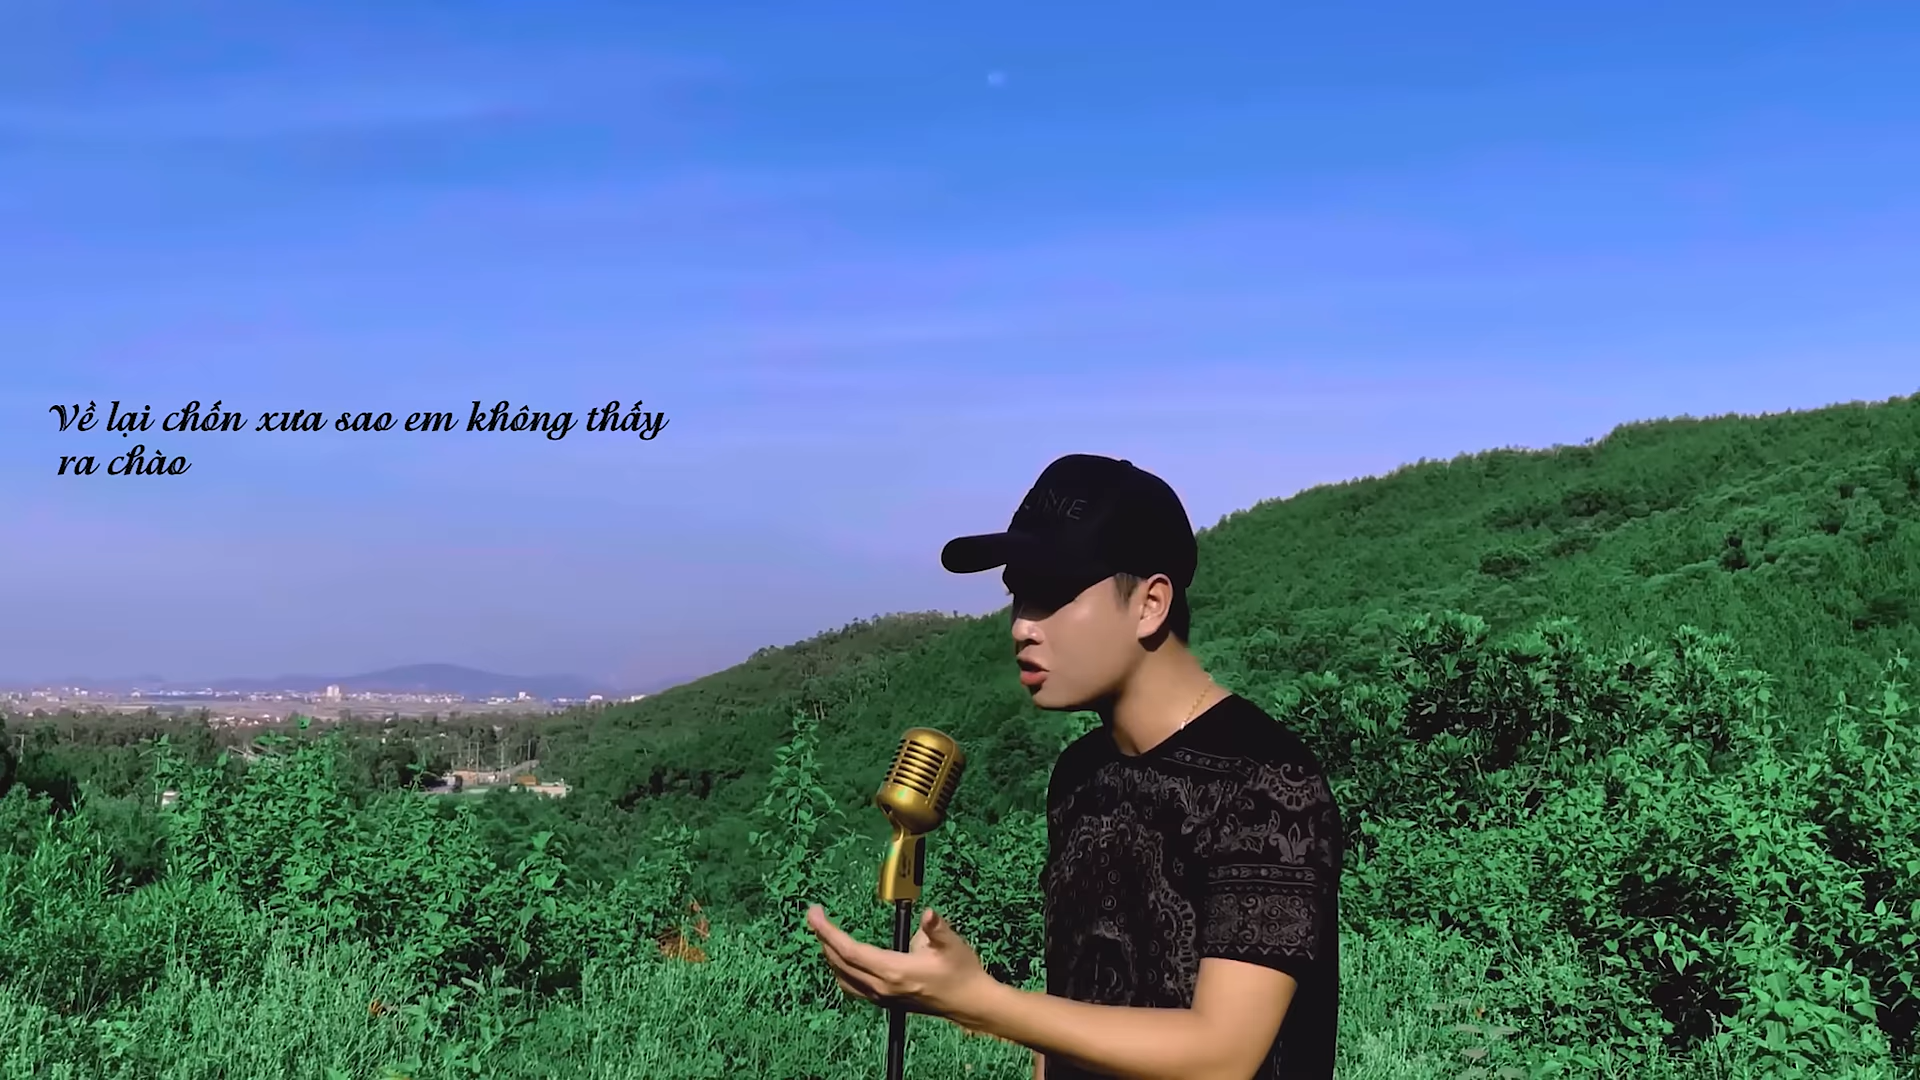 Về lại chốn xưa sao em không thấy
ra chào